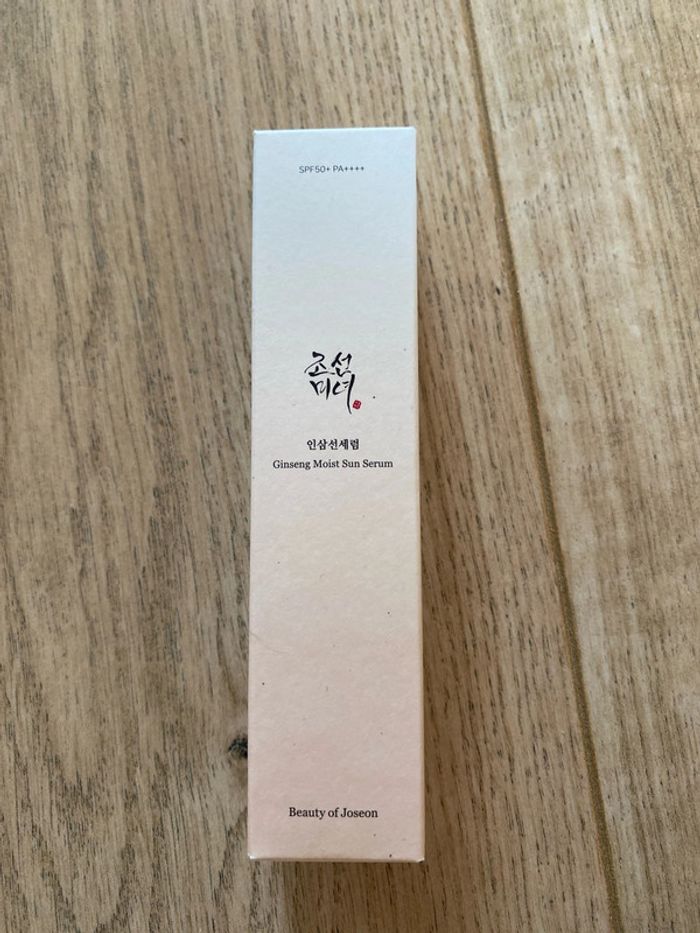 SPF50+ PA++++
조선
미녀
인삼선세럼
Ginseng Moist Sun Serum
Beauty of Joseon